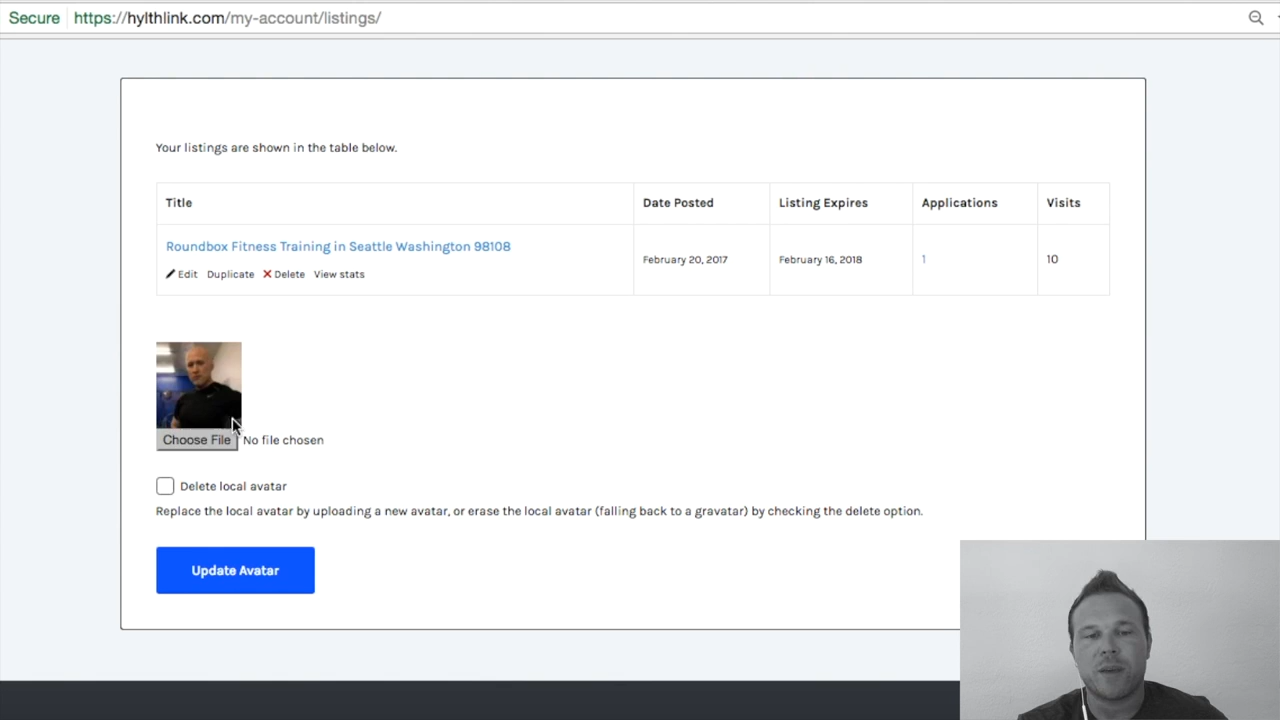 Secure https://hylthlink.com/my-account/listings/
Your listings are shown in the table below.
Title Date Posted Listing Expires Applications Visits
Roundbox Fitness Training in Seattle Washington 98108
Edit Duplicate Delete View stats
February 20, 2017 February 16, 2018 1 10
Choose File No file chosen
Delete local avatar
Replace the local avatar by uploading a new avatar, or erase the local avatar (falling back to a gravatar) by checking the delete option.
Update Avatar